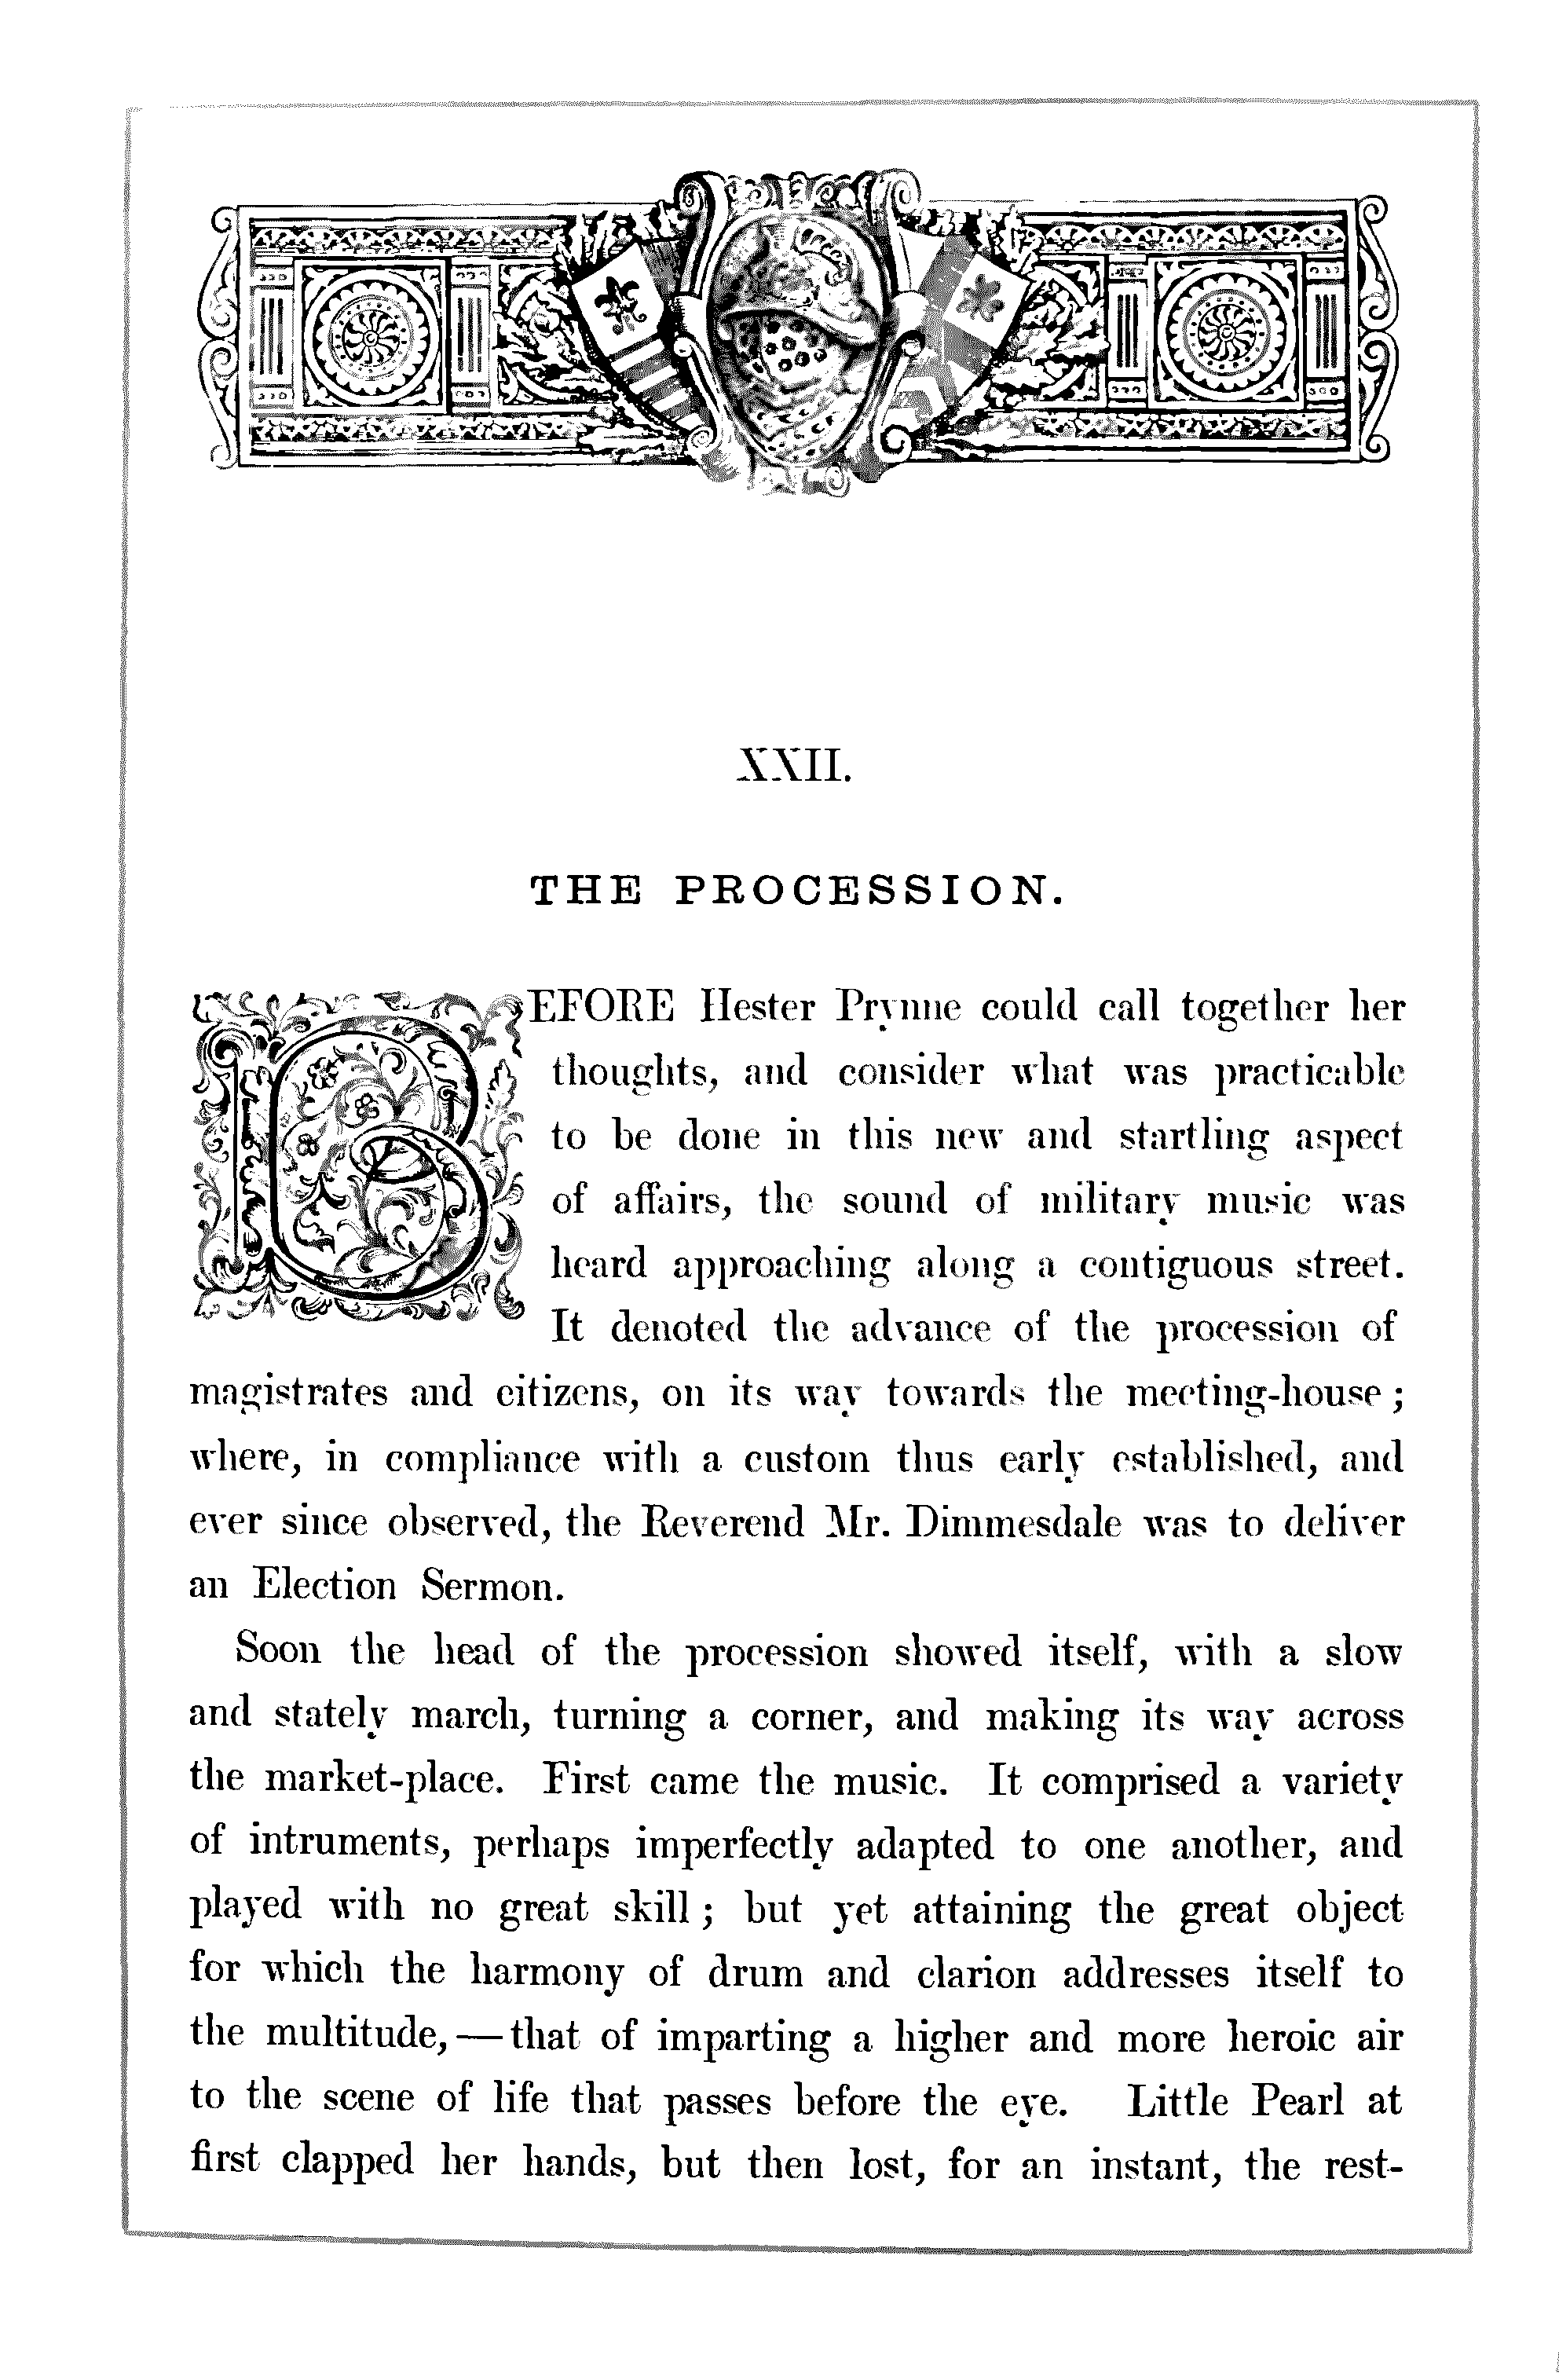 XXII.
THE PROCESSION.
BEFORE Hester Prynne could call together her
thoughts, and consider what was practicable
to be done in this new and startling aspect
of affairs, the sound of military music was
heard approaching along a contiguous street.
It denoted the advance of the procession of
magistrates and citizens, on its way towards the meeting-house;
where, in compliance with a custom thus early established, and
ever since observed, the Reverend Mr. Dimmesdale was to deliver
an Election Sermon.
Soon the head of the procession showed itself, with a slow
and stately march, turning a corner, and making its way across
the market-place. First came the music. It comprised a variety
of intruments, perhaps imperfectly adapted to one another, and
played with no great skill; but yet attaining the great object
for which the harmony of drum and clarion addresses itself to
the multitude,—that of imparting a higher and more heroic air
to the scene of life that passes before the eye. Little Pearl at
first clapped her hands, but then lost, for an instant, the rest-